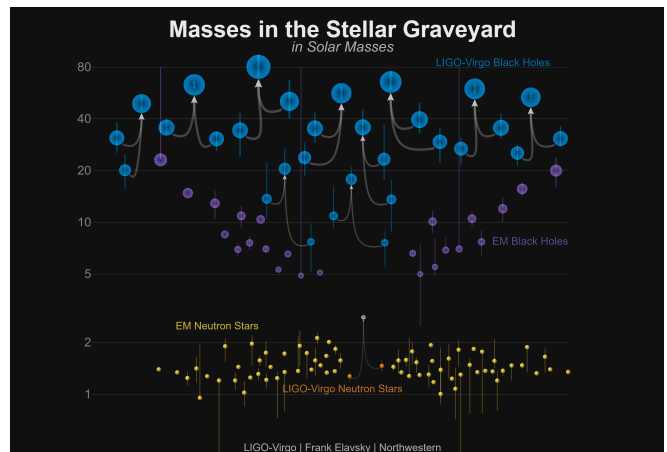 Masses in the Stellar Graveyard
in Solar Masses
LIGO-Virgo Black Holes
80
40
20
10
EM Black Holes
5
EM Neutron Stars
2
LIGO-Virgo Neutron Stars
1
LIGO-Virgo | Frank Elavsky | Northwestern